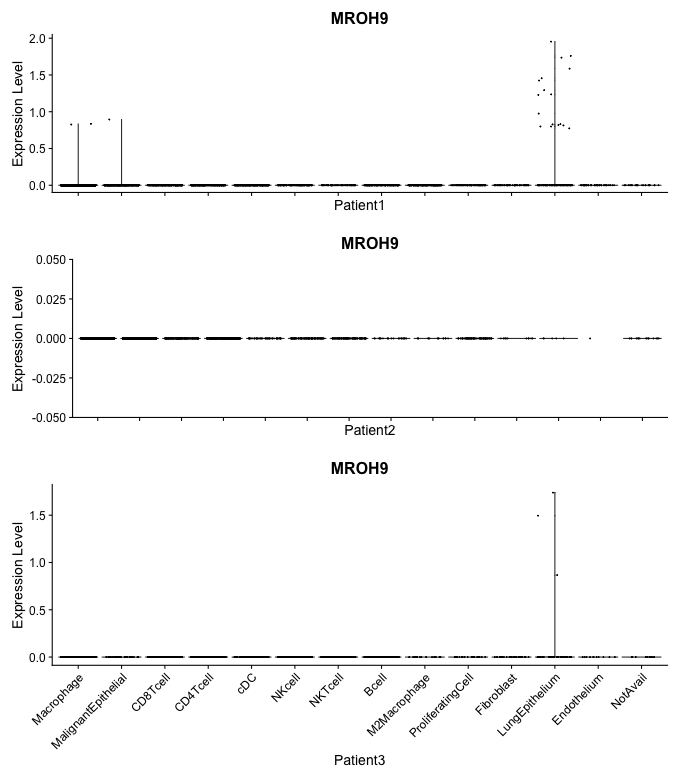 MROH9
Expression Level
2.0
1.5
1.0
0.5
0.0
Patient1
MROH9
Expression Level
0.050
0.025
0.000
-0.025
-0.050
Patient2
MROH9
Expression Level
1.5
1.0
0.5
0.0
Macrophage
MalignantEpithelial
CD8Tcell
CD4Tcell
cDC
NKcell
NKTcell
Bcell
M2Macrophage
ProliferatingCell
Fibroblast
LungEpithelium
Endothelium
NotAvail
Patient3